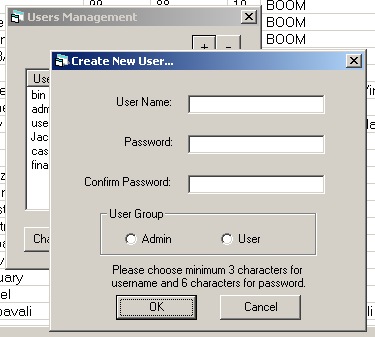 99 88 10 BOOM
Users Management
BOOM
+ -
BOOM
Create New User...
Use
bin
adm
use
Jac
cas
fina
User Name:
Password:
Confirm Password:
User Group
Admin
User
Cha
Please choose minimum 3 characters for
username and 6 characters for password.
OK
Cancel
uary
el
pavali
BOOM